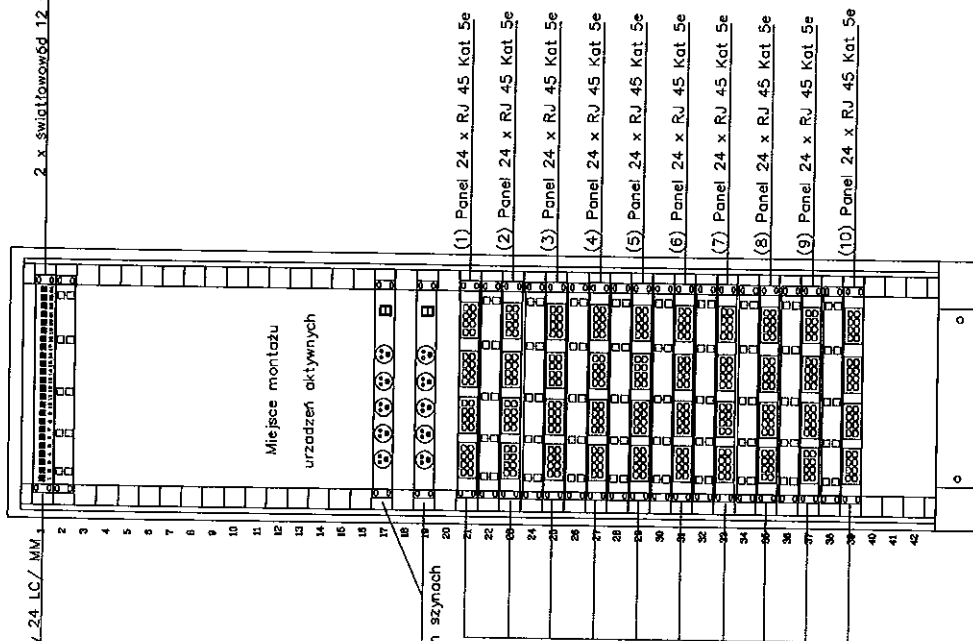 2 x światłowowód 12
24 LC/ MM
(1) Panel 24 x RJ 45 Kat 5e
(2) Panel 24 x RJ 45 Kat 5e
(3) Panel 24 x RJ 45 Kat 5e
(4) Panel 24 x RJ 45 Kat 5e
(5) Panel 24 x RJ 45 Kat 5e
(6) Panel 24 x RJ 45 Kat 5e
(7) Panel 24 x RJ 45 Kat 5e
(8) Panel 24 x RJ 45 Kat 5e
(9) Panel 24 x RJ 45 Kat 5e
(10) Panel 24 x RJ 45 Kat 5e
Miejsce montażu
urządzeń aktywnych
szynach
1
2
3
4
5
6
7
8
9
10
11
12
13
14
15
17
18
19
20
21
22
23
24
25
26
27
28
29
30
31
32
33
34
35
36
37
38
39
40
41
42